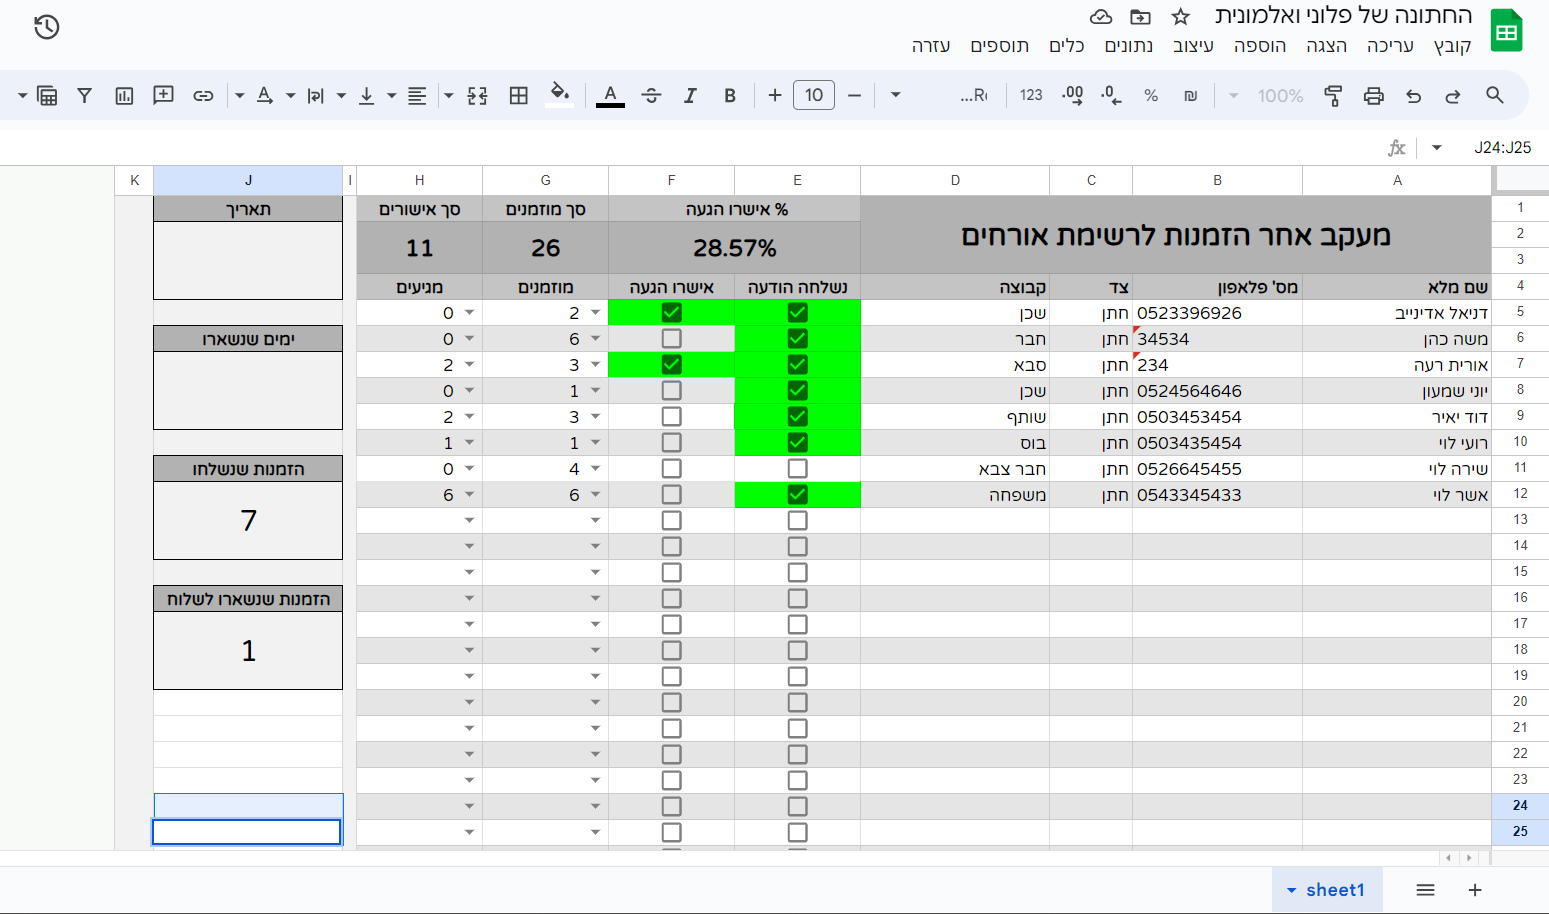 החתונה של פלוני ואלמונית
קובץ עריכה הצגה הוספה עיצוב נתונים כלים תוספים עזרה
100% ₪ % .0 .00 123 ...Rc 10 B I A A
J24:J25 fx
A B C D E F G H I J K
1 % אישרו הגעה סך מוזמנים סך אישורים תאריך
2 מעקב אחר הזמנות לרשימת אורחים 28.57% 26 11
3
4 שם מלא מס' פלאפון צד קבוצה נשלחה הודעה אישרו הגעה מוזמנים מגיעים
5 דניאל אדינייב 0523396926 חתן שכן 2 0
6 משה כהן 34534 חתן חבר 6 0 ימים שנשארו
7 אורית רעה 234 חתן סבא 3 2
8 יוני שמעון 0524564646 חתן שכן 1 0
9 דוד יאיר 0503453454 חתן שותף 3 2
10 רועי לוי 0503435454 חתן בוס 1 1
11 שירה לוי 0526645455 חתן חבר צבא 4 0 הזמנות שנשלחו
12 אשר לוי 0543345433 חתן משפחה 6 6
13 7
14
15
16 הזמנות שנשארו לשלוח
17
18 1
19
20
21
22
23
24
25
sheet1